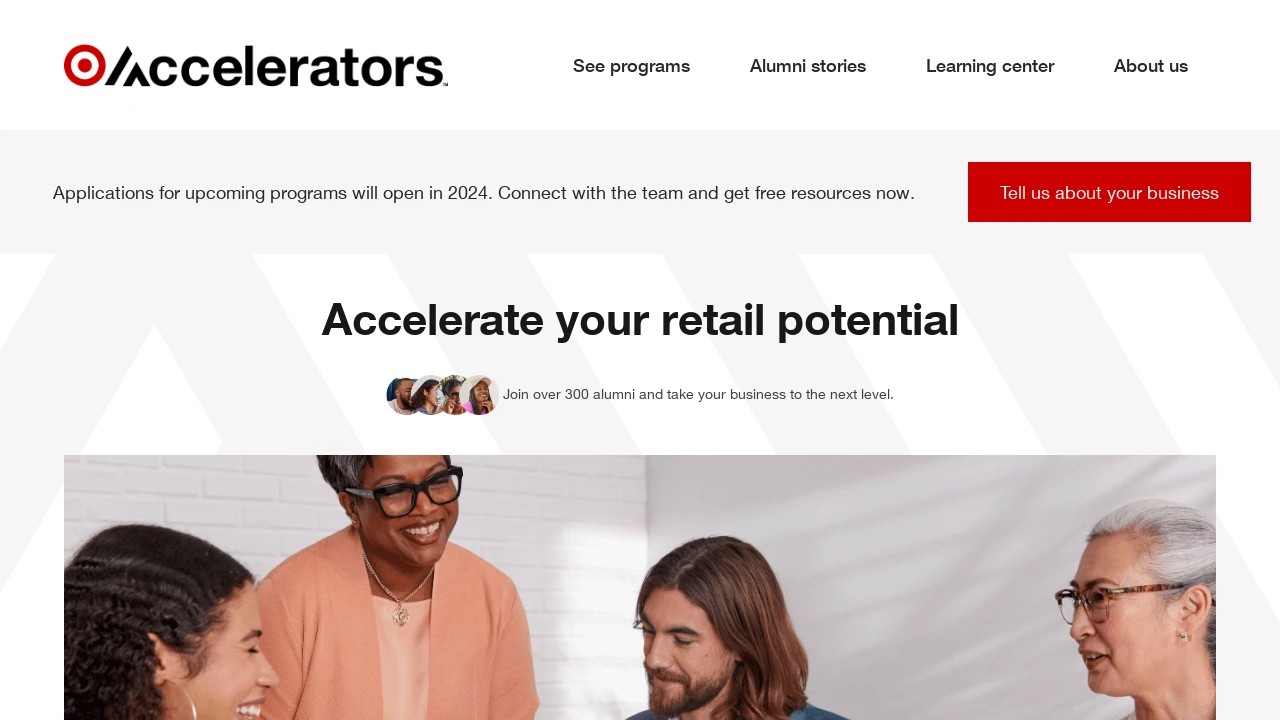 Accelerators
See programs
Alumni stories
Learning center
About us
Applications for upcoming programs will open in 2024. Connect with the team and get free resources now.
Tell us about your business
Accelerate your retail potential
Join over 300 alumni and take your business to the next level.